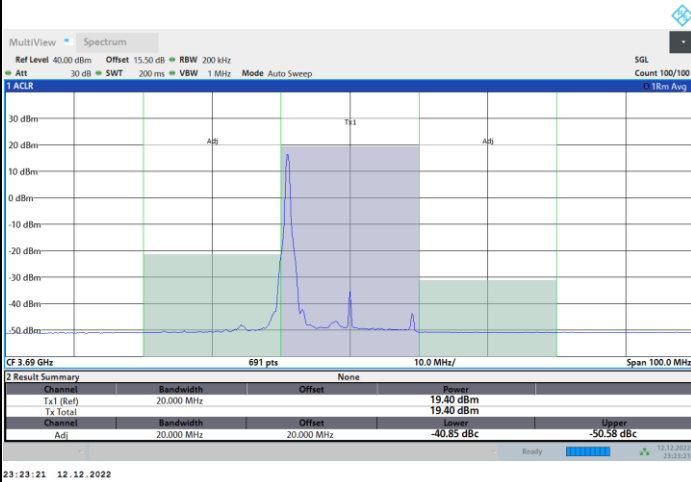 MultiView Spectrum
Ref Level 40.00 dBm Offset 15.50 dB RBW 200 kHz SGL
Att 30 dB SWT 200 ms VBW 1 MHz Mode Auto Sweep Count 100/100
1 ACLR 1Rm Avg
30 dBm
Tx1
20 dBm
Adj Adj
10 dBm
0 dBm
-10 dBm
-20 dBm
-30 dBm
-40 dBm
-50 dBm
CF 3.69 GHz 691 pts 10.0 MHz/ Span 100.0 MHz
2 Result Summary None
Channel Bandwidth Offset Power
Tx1 (Ref) 20.000 MHz 19.40 dBm
Tx Total 19.40 dBm
Channel Bandwidth Offset Lower Upper
Adj 20.000 MHz 20.000 MHz -40.85 dBc -50.58 dBc
Ready 12.12.2022
23:23:21
23:23:21 12.12.2022